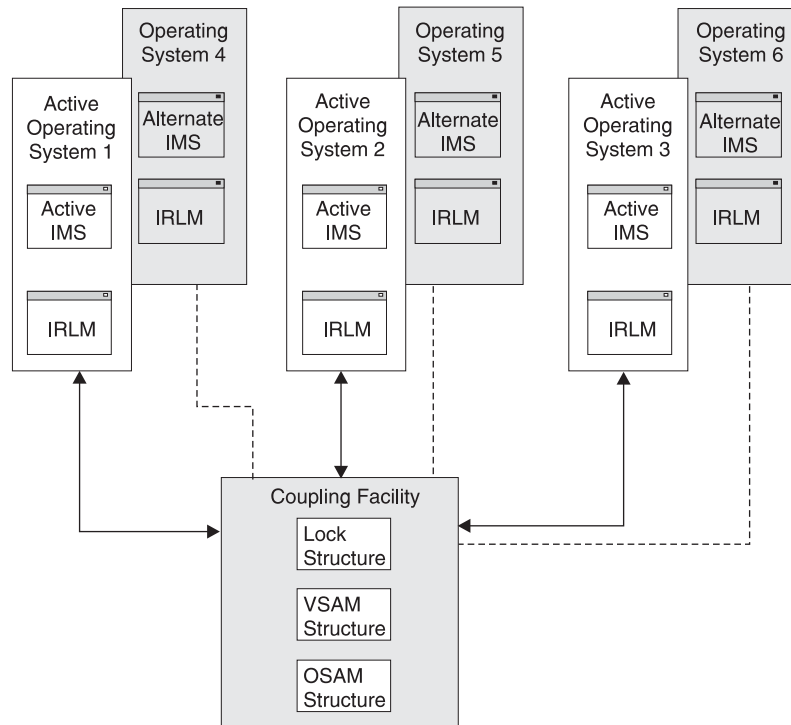 Operating
System 4
Active
Operating
System 1
Alternate
IMS
Active
IMS
IRLM
IRLM
Operating
System 5
Active
Operating
System 2
Alternate
IMS
Active
IMS
IRLM
IRLM
Operating
System 6
Active
Operating
System 3
Alternate
IMS
Active
IMS
IRLM
IRLM
Coupling Facility
Lock
Structure
VSAM
Structure
OSAM
Structure